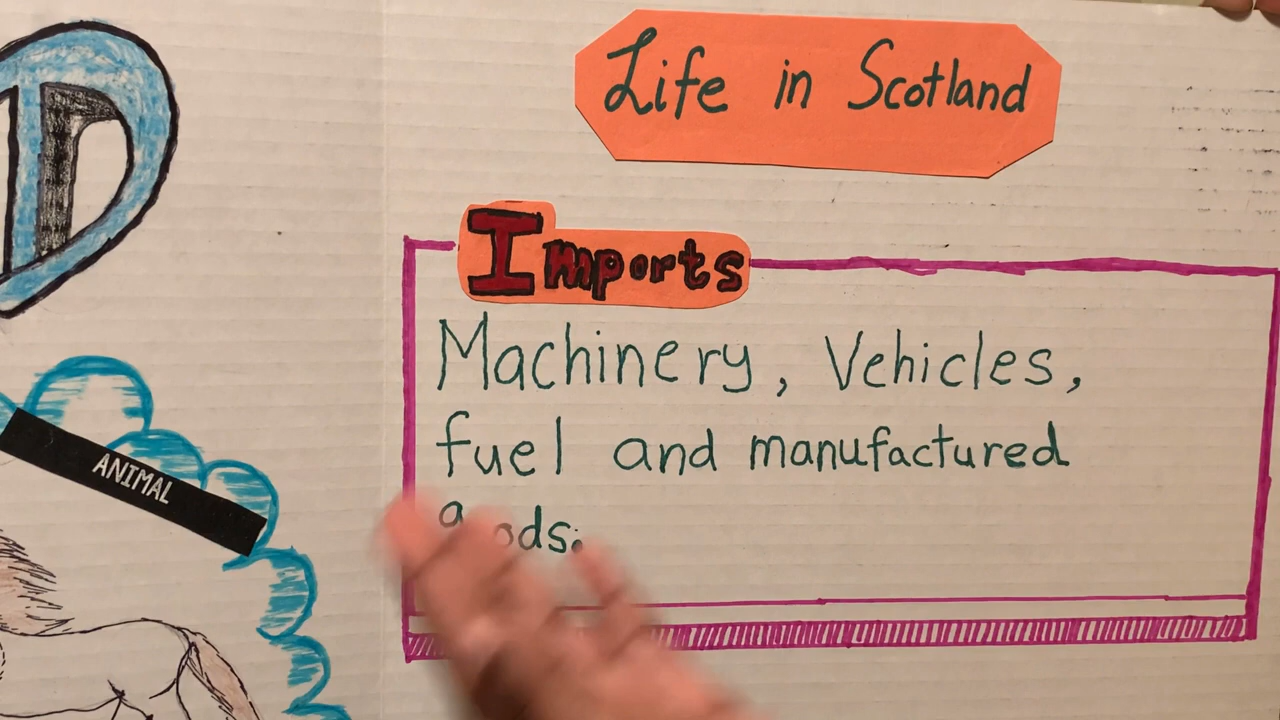 D
Life in Scotland
Imports
Machinery, Vehicles,
fuel and manufactured
ANIMAL